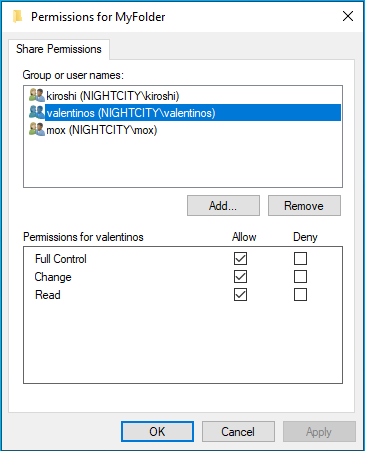 Permissions for MyFolder
Share Permissions
Group or user names:
kiroshi (NIGHTCITY\kiroshi)
valentinos (NIGHTCITY\valentinos)
mox (NIGHTCITY\mox)
Add... Remove
Permissions for valentinos Allow Deny
Full Control
Change
Read
OK Cancel Apply